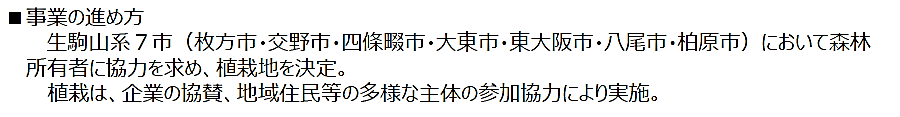 ■事業の進め方
生駒山系７市（枚方市・交野市・四條畷市・大東市・東大阪市・八尾市・柏原市）において森林
所有者に協力を求め、植栽地を決定。
植栽は、企業の協賛、地域住民等の多様な主体の参加協力により実施。